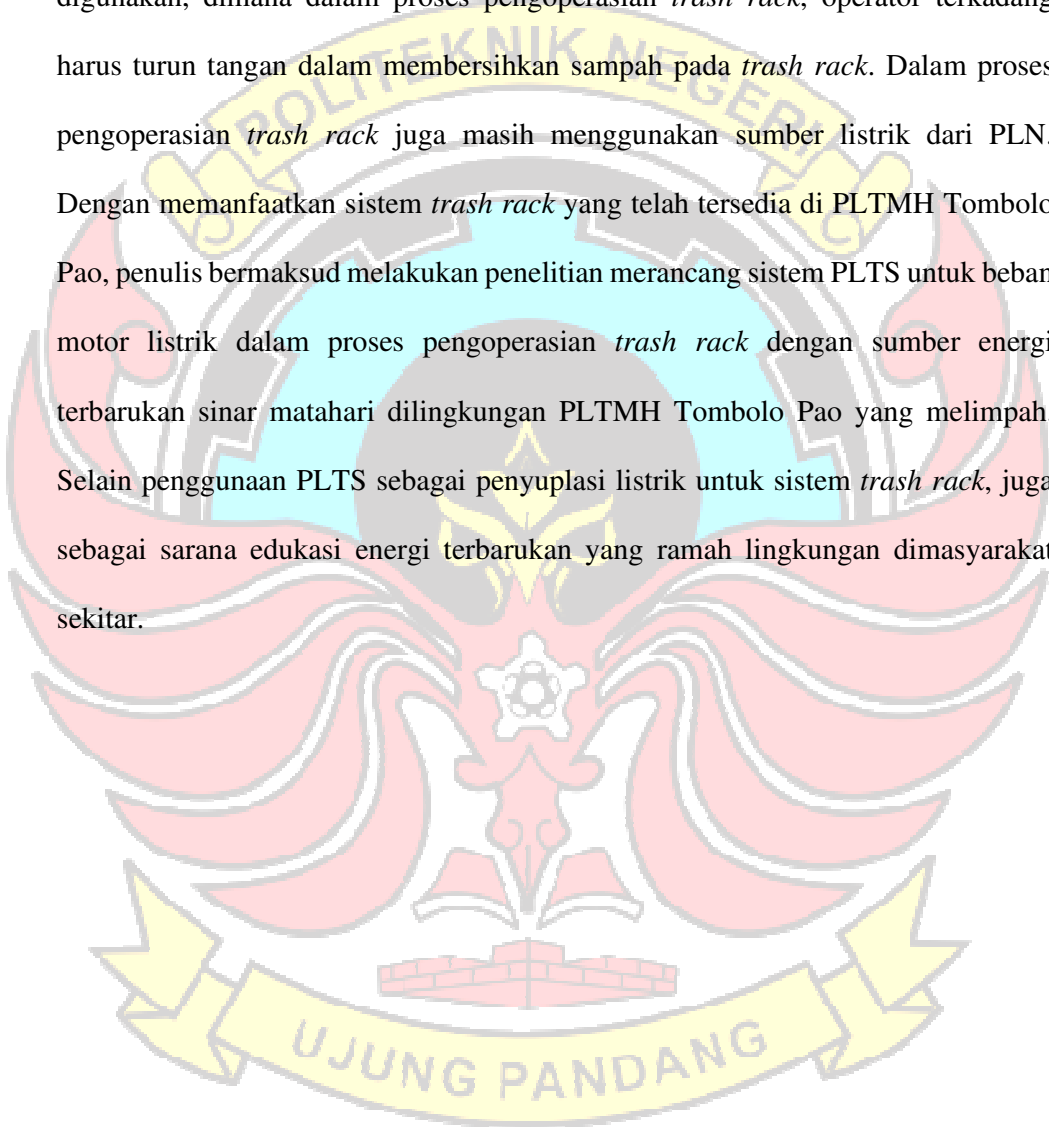 digunakan, dimana dalam proses pengoperasian trash rack, operator terkadang
harus turun tangan dalam membersihkan sampah pada trash rack. Dalam proses
pengoperasian trash rack juga masih menggunakan sumber listrik dari PLN.
Dengan memanfaatkan sistem trash rack yang telah tersedia di PLTMH Tombolo
Pao, penulis bermaksud melakukan penelitian merancang sistem PLTS untuk beban
motor listrik dalam proses pengoperasian trash rack dengan sumber energi
terbarukan sinar matahari dilingkungan PLTMH Tombolo Pao yang melimpah.
Selain penggunaan PLTS sebagai penyuplasi listrik untuk sistem trash rack, juga
sebagai sarana edukasi energi terbarukan yang ramah lingkungan dimasyarakat
sekitar.
POLITEKNIK NEGERI
UJUNG PANDANG